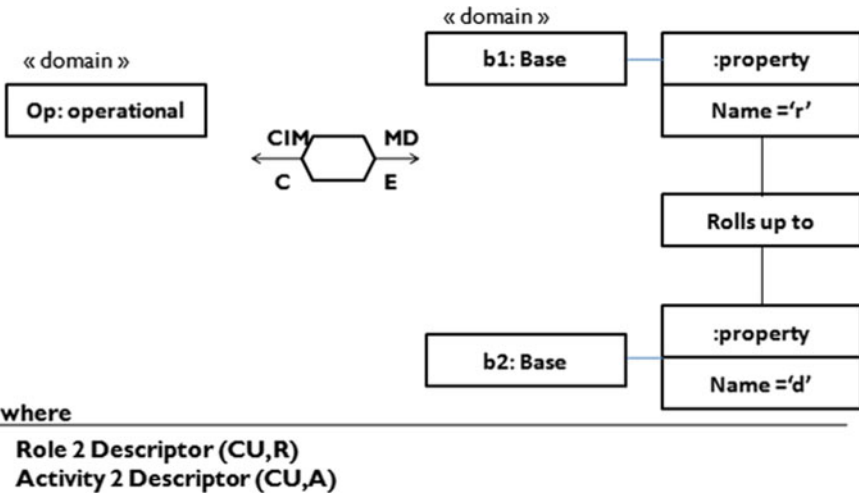 « domain »
b1: Base
:property
Name =‘r’
« domain »
Op: operational
CIM
MD
C
E
Rolls up to
b2: Base
:property
Name =‘d’
where
Role 2 Descriptor (CU,R)
Activity 2 Descriptor (CU,A)